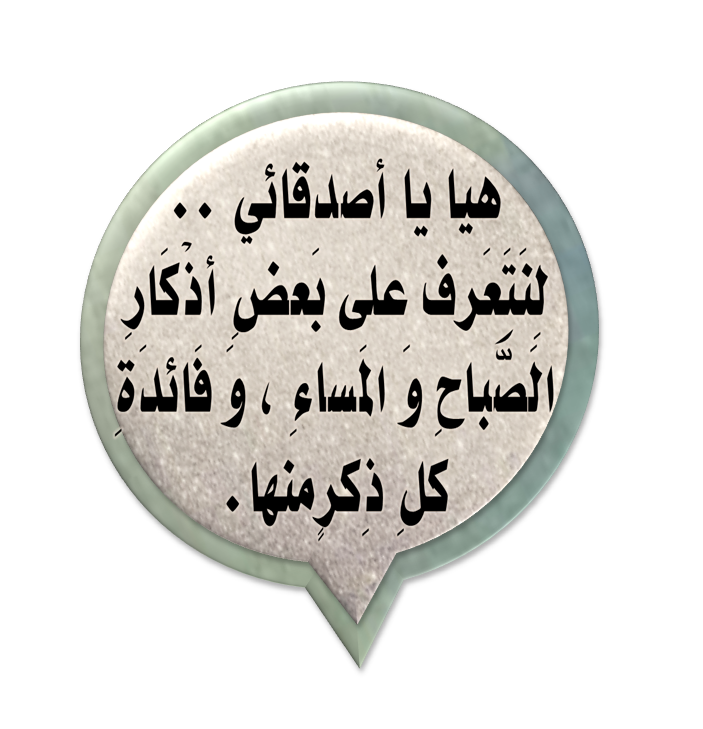 هيا يا أصدقائي ..
لنَتَعَرف على بَعضِ أذْكَارِ
الَصَّباحِ وَ المَساءِ ، وَ فَائدَةِ
كلِ ذِكرٍمنها .